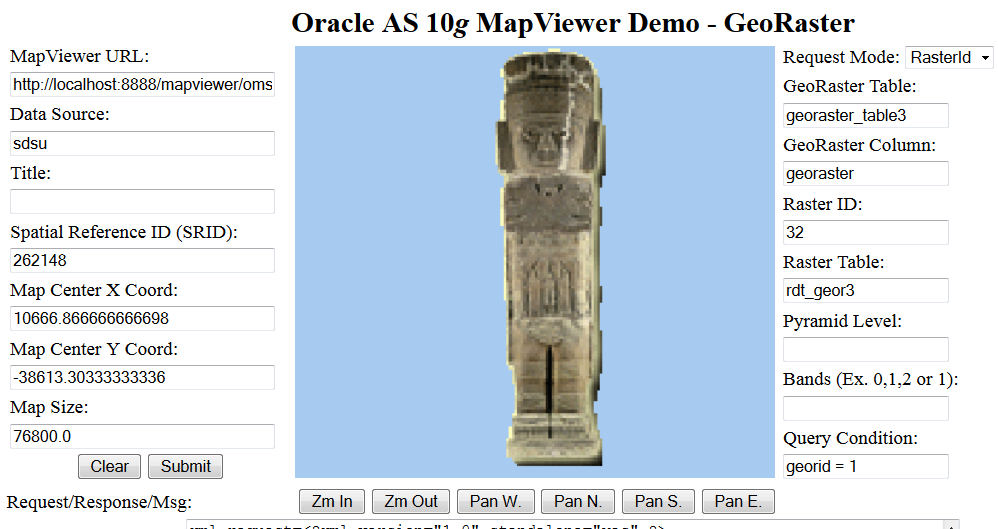 Oracle AS 10g MapViewer Demo - GeoRaster
MapViewer URL:
http://localhost:8888/mapviewer/oms
Data Source:
sdsu
Title:
Spatial Reference ID (SRID):
262148
Map Center X Coord:
10666.866666666698
Map Center Y Coord:
-38613.30333333336
Map Size:
76800.0
Clear Submit
Request Mode: RasterId
GeoRaster Table:
georaster_table3
GeoRaster Column:
georaster
Raster ID:
32
Raster Table:
rdt_geor3
Pyramid Level:
Bands (Ex. 0,1,2 or 1):
Query Condition:
georid = 1
Request/Response/Msg:
Zm In Zm Out Pan W. Pan N. Pan S. Pan E.